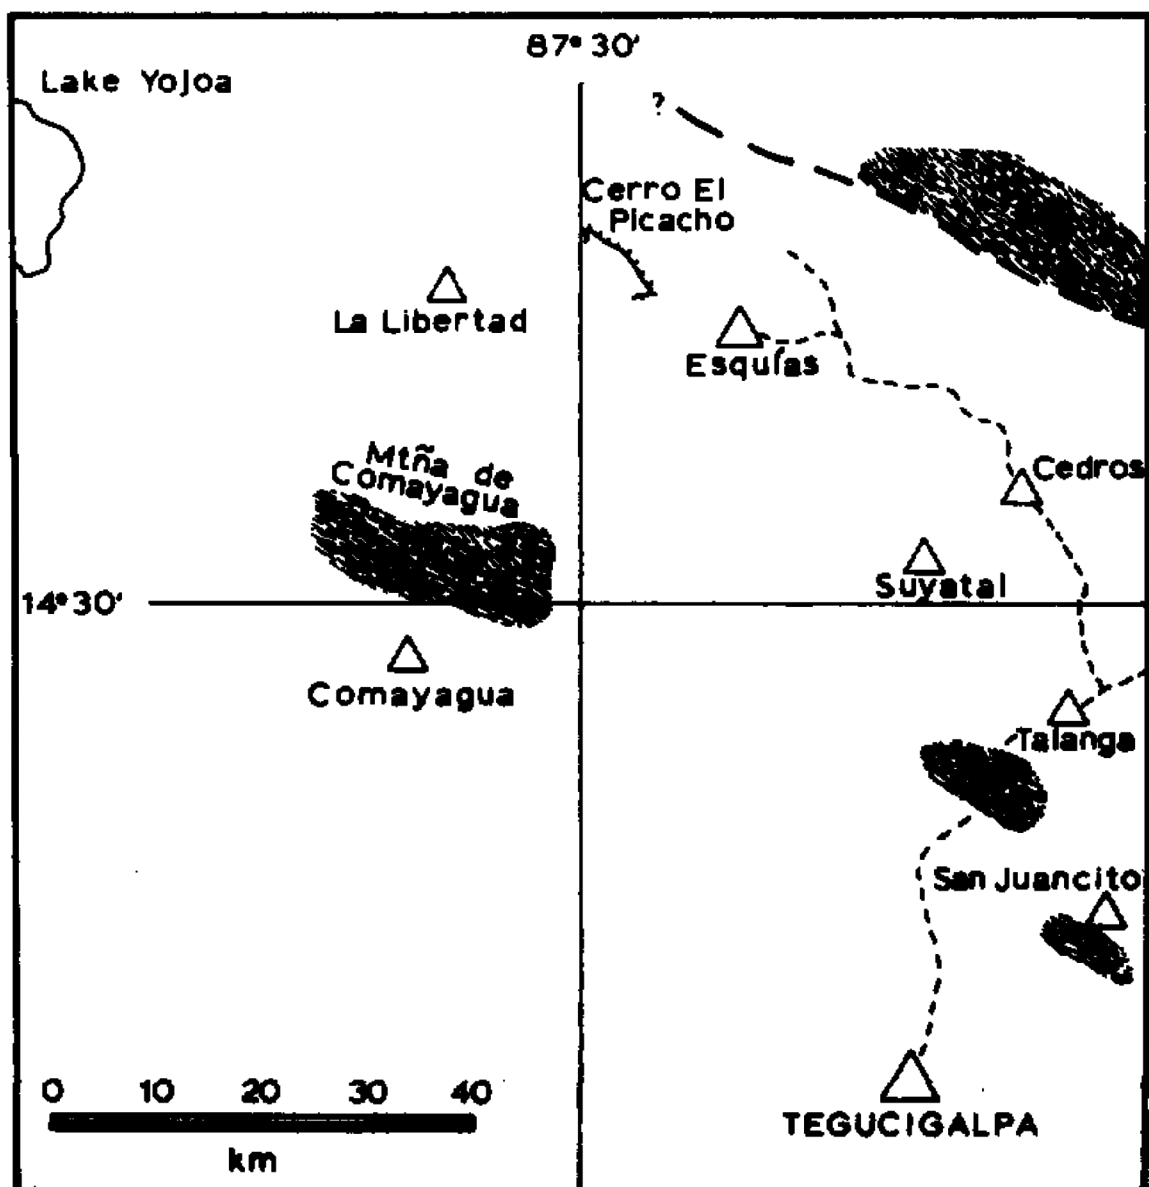 87° 30'
Lake Yojoa
?
Cerro El
Picacho
La Libertad
Esquías
Mtña de
Comayagua
Cedros
Suyatal
14° 30'
Comayagua
Talanga
San Juancito
0 10 20 30 40
km
TEGUCIGALPA